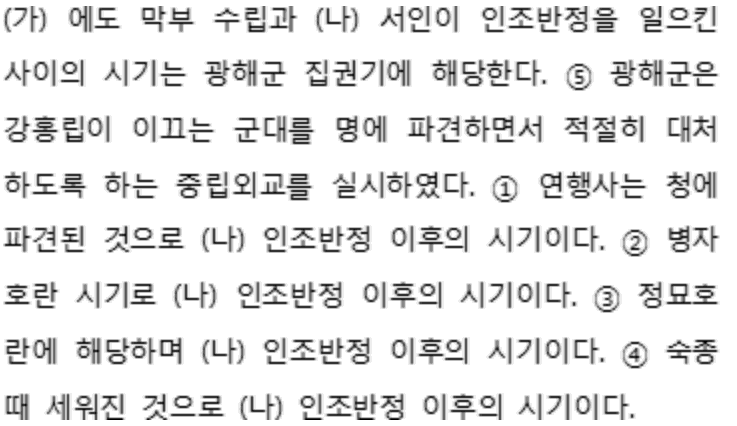 (가) 에도 막부 수립과 (나) 서인이 인조반정을 일으킨
사이의 시기는 광해군 집권기에 해당한다. ⑤ 광해군은
강홍립이 이끄는 군대를 명에 파견하면서 적절히 대처
하도록 하는 중립외교를 실시하였다. ① 연행사는 청에
파견된 것으로 (나) 인조반정 이후의 시기이다. ② 병자
호란 시기로 (나) 인조반정 이후의 시기이다. ③ 정묘호
란에 해당하며 (나) 인조반정 이후의 시기이다. ④ 숙종
때 세워진 것으로 (나) 인조반정 이후의 시기이다.